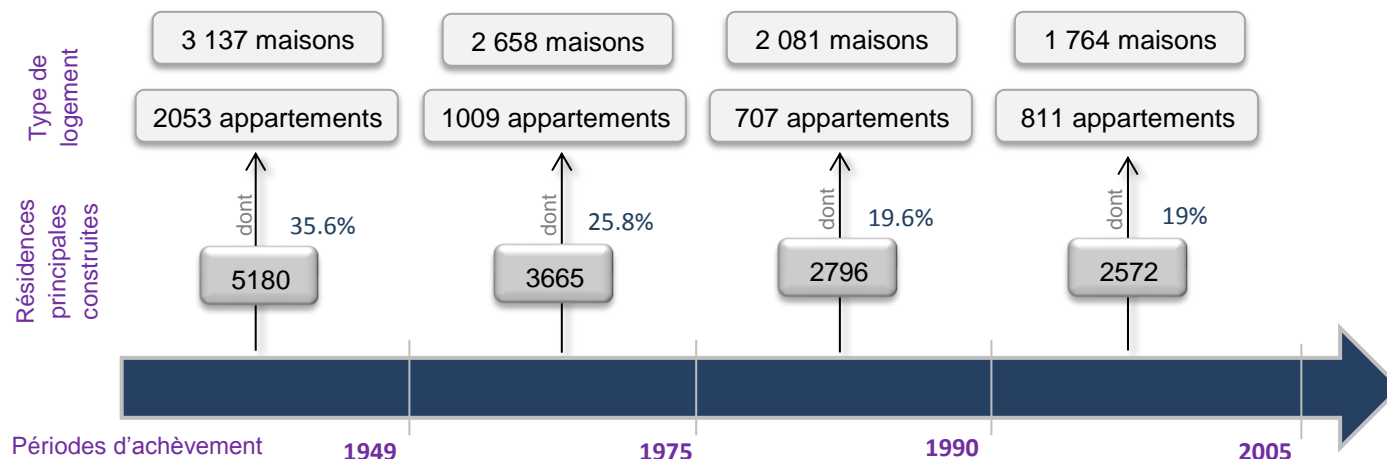 Type de
logement
3 137 maisons
2 658 maisons
2 081 maisons
1 764 maisons
2053 appartements
1009 appartements
707 appartements
811 appartements
Résidences
principales
construites
dont
35.6%
dont
25.8%
dont
19.6%
dont
19%
5180
3665
2796
2572
Périodes d'achèvement
1949
1975
1990
2005